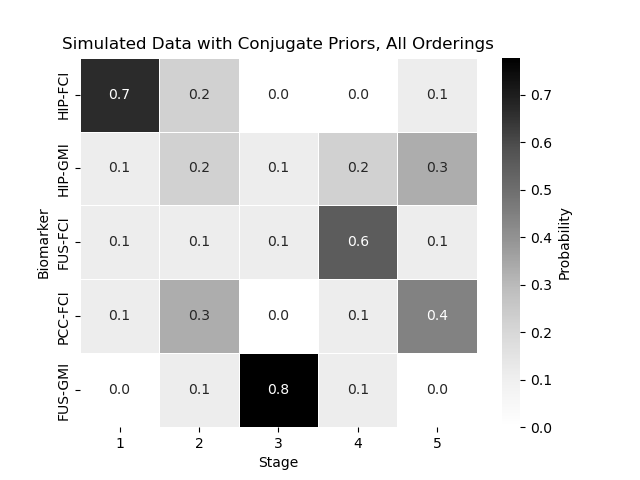 Simulated Data with Conjugate Priors, All Orderings
HIP-FCI 0.7 0.2 0.0 0.0 0.1
HIP-GMI 0.1 0.2 0.1 0.2 0.3
FUS-FCI 0.1 0.1 0.1 0.6 0.1
PCC-FCI 0.1 0.3 0.0 0.1 0.4
FUS-GMI 0.0 0.1 0.8 0.1 0.0
Biomarker
1 2 3 4 5
Stage
0.7
0.6
0.5
0.4
0.3
0.2
0.1
0.0
Probability